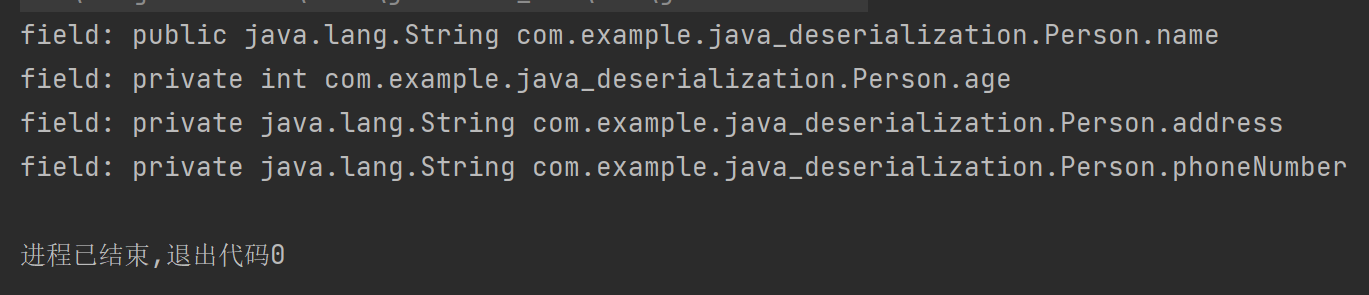 field: public java.lang.String com.example.java_deserialization.Person.name
field: private int com.example.java_deserialization.Person.age
field: private java.lang.String com.example.java_deserialization.Person.address
field: private java.lang.String com.example.java_deserialization.Person.phoneNumber
进程已结束,退出代码0